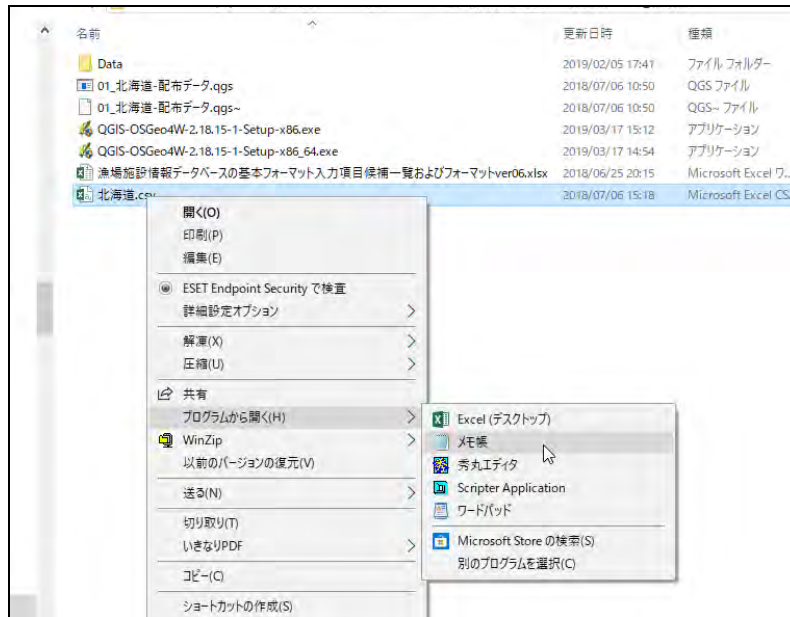 名前 更新日時 種類
Data 2019/02/05 17:41 ファイル フォルダー
01_北海道-配布データ.qgs 2018/07/06 10:50 QGS ファイル
01_北海道-配布データ.qgs~ 2018/07/06 10:50 QGS~ ファイル
QGIS-OSGeo4W-2.18.15-1-Setup-x86.exe 2019/03/17 15:12 アプリケーション
QGIS-OSGeo4W-2.18.15-1-Setup-x86_64.exe 2019/03/17 14:54 アプリケーション
漁場施設情報データベースの基本フォーマット入力項目候補一覧およびフォーマットver06.xlsx 2018/06/25 20:15 Microsoft Excel ワ...
北海道.csv 2018/07/06 15:18 Microsoft Excel CS
開く(O)
印刷(P)
編集(E)
ESET Endpoint Security で検査
詳細設定オプション
解凍(X)
圧縮(U)
共有
プログラムから開く(H)
WinZip
以前のバージョンの復元(V)
送る(N)
切り取り(T)
いきなりPDF
コピー(C)
ショートカットの作成(S)
Excel (デスクトップ)
メモ帳
秀丸エディタ
Scripter Application
ワードパッド
Microsoft Store の検索(S)
別のプログラムを選択(C)